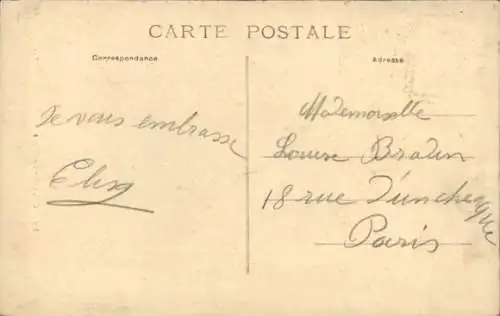 CARTE POSTALE
Correspondance
Adresse
Je vous embrasse
Mademoiselle
Louise
18 rue
Paris